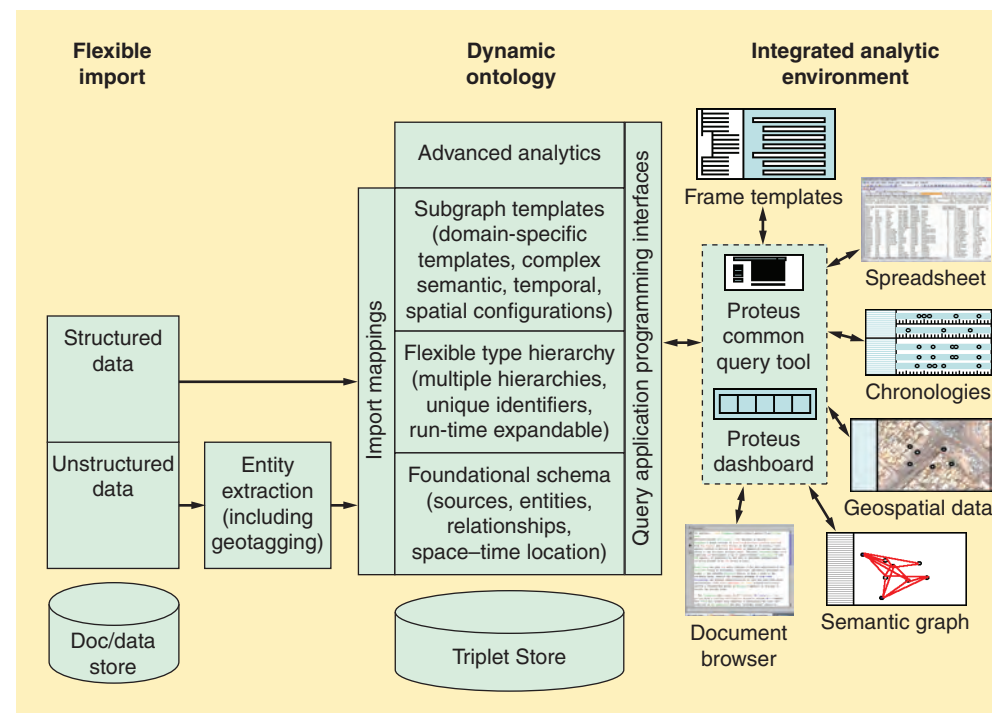 Flexible
import
Dynamic
ontology
Integrated analytic
environment
Structured
data
Unstructured
data
Entity
extraction
(including
geotagging)
Doc/data
store
Import mappings
Advanced analytics
Subgraph templates
(domain-specific
templates, complex
semantic, temporal,
spatial configurations)
Flexible type hierarchy
(multiple hierarchies,
unique identifiers,
run-time expandable)
Foundational schema
(sources, entities,
relationships,
space–time location)
Query application programming interfaces
Triplet Store
Frame templates
Proteus
common
query tool
Proteus
dashboard
Spreadsheet
Chronologies
Geospatial data
Semantic graph
Document
browser